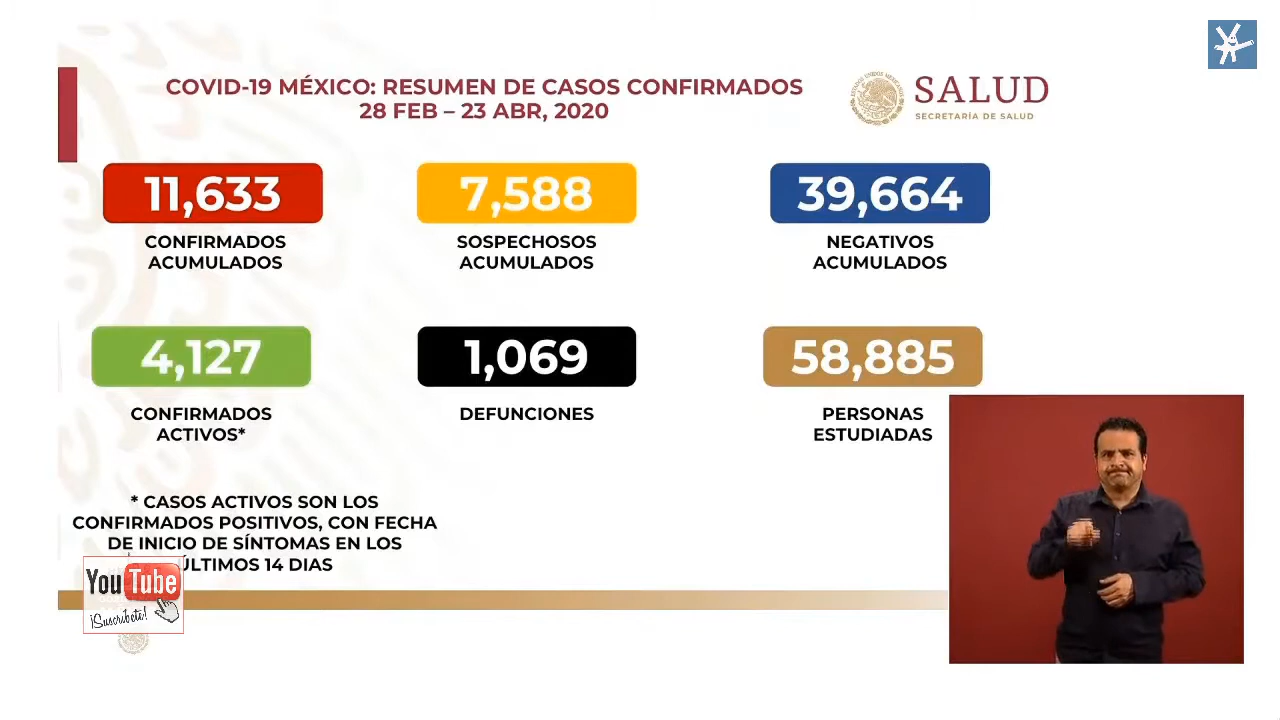 COVID-19 MÉXICO: RESUMEN DE CASOS CONFIRMADOS
28 FEB – 23 ABR, 2020
SALUD
SECRETARÍA DE SALUD
ESTADOS UNIDOS MEXICANOS
11,633
CONFIRMADOS
ACUMULADOS
7,588
SOSPECHOSOS
ACUMULADOS
39,664
NEGATIVOS
ACUMULADOS
4,127
CONFIRMADOS
ACTIVOS*
1,069
DEFUNCIONES
58,885
PERSONAS
ESTUDIADAS
* CASOS ACTIVOS SON LOS
CONFIRMADOS POSITIVOS, CON FECHA
DE INICIO DE SÍNTOMAS EN LOS
ÚLTIMOS 14 DIAS
YouTube
¡Suscríbete!